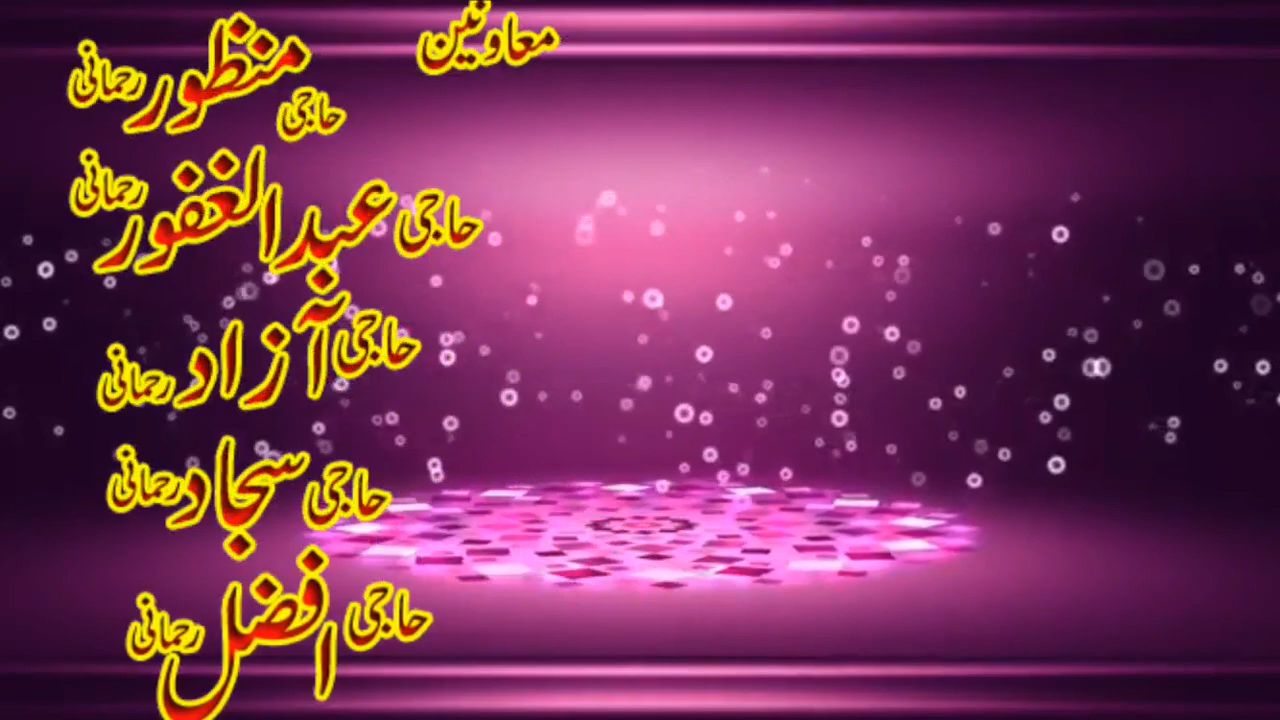 معاونین
حاجی منظور رحمانی
حاجی عبدالغفور رحمانی
حاجی آزاد رحمانی
حاجی سجاد رحمانی
حاجی افضل رحمانی